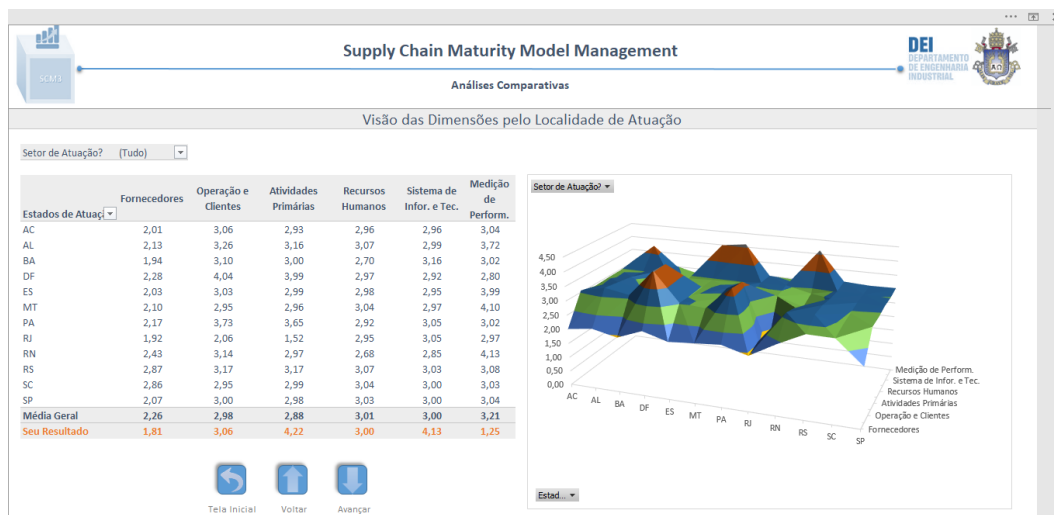 SCM3
Supply Chain Maturity Model Management
DEI
DEPARTAMENTO
DE ENGENHARIA
INDUSTRIAL
Análises Comparativas
Visão das Dimensões pelo Localidade de Atuação
Setor de Atuação? (Tudo)
Estados de Atuaç Fornecedores Operação e Clientes Atividades Primárias Recursos Humanos Sistema de Infor. e Tec. Medição de Perform.
AC 2,01 3,06 2,93 2,96 2,96 3,04
AL 2,13 3,26 3,16 3,07 2,99 3,72
BA 1,94 3,10 3,00 2,70 3,16 3,02
DF 2,28 4,04 3,99 2,97 2,92 2,80
ES 2,03 3,03 2,99 2,98 2,95 3,99
MT 2,10 2,95 2,96 3,04 2,97 4,10
PA 2,17 3,73 3,65 2,92 3,05 3,02
RJ 1,92 2,06 1,52 2,95 3,05 2,97
RN 2,43 3,14 2,97 2,68 2,85 4,13
RS 2,87 3,17 3,17 3,07 3,03 3,08
SC 2,86 2,95 2,99 3,04 3,00 3,03
SP 2,07 3,00 2,98 3,03 3,00 3,04
Média Geral 2,26 2,98 2,88 3,01 3,00 3,21
Seu Resultado 1,81 3,06 4,22 3,00 4,13 1,25
Tela Inicial Voltar Avançar
Setor de Atuação?
4,50
4,00
3,50
3,00
2,50
2,00
1,50
1,00
0,50
0,00
AC AL BA DF ES MT PA RJ RN RS SC SP
Medição de Perform.
Sistema de Infor. e Tec.
Recursos Humanos
Atividades Primárias
Operação e Clientes
Fornecedores
Estad...